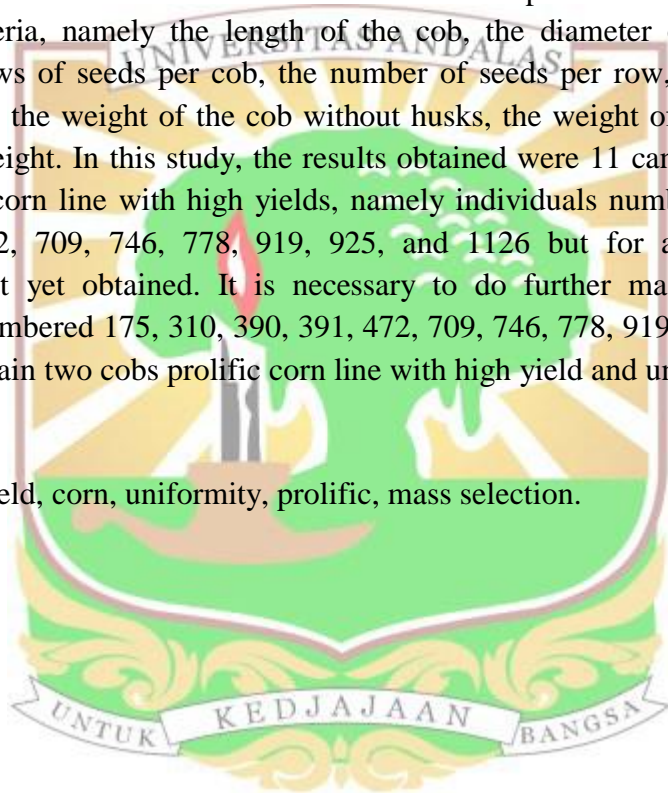 eria, namely the length of the cob, the diameter
UNIVERSITAS ANDALAS
ws of seeds per cob, the number of seeds per row,
the weight of the cob without husks, the weight of
eight. In this study, the results obtained were 11 can
corn line with high yields, namely individuals numb
2, 709, 746, 778, 919, 925, and 1126 but for a
t yet obtained. It is necessary to do further ma
mbered 175, 310, 390, 391, 472, 709, 746, 778, 919
ain two cobs prolific corn line with high yield and un
eld, corn, uniformity, prolific, mass selection.
UNTUK KEDJAJAAN BANGSA